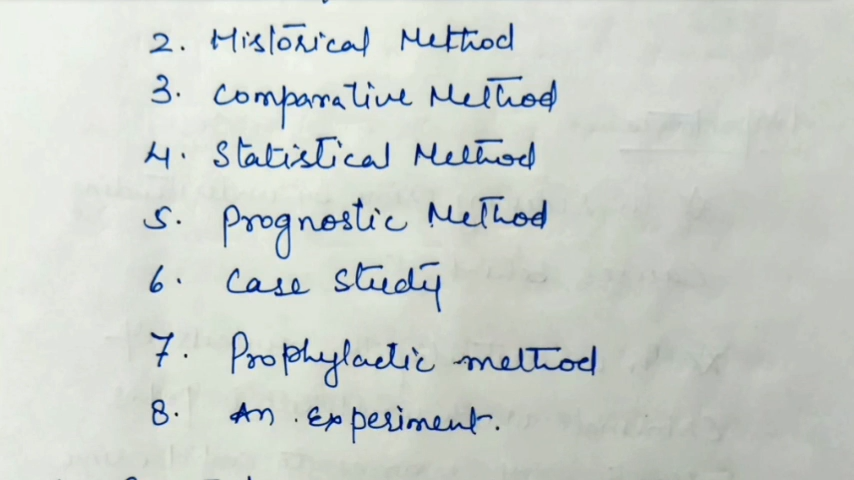 2. Historical Method
3. Comparative Method
4. Statistical Method
5. Prognostic Method
6. Case Study
7. Prophylactic method
8. An Experiment.